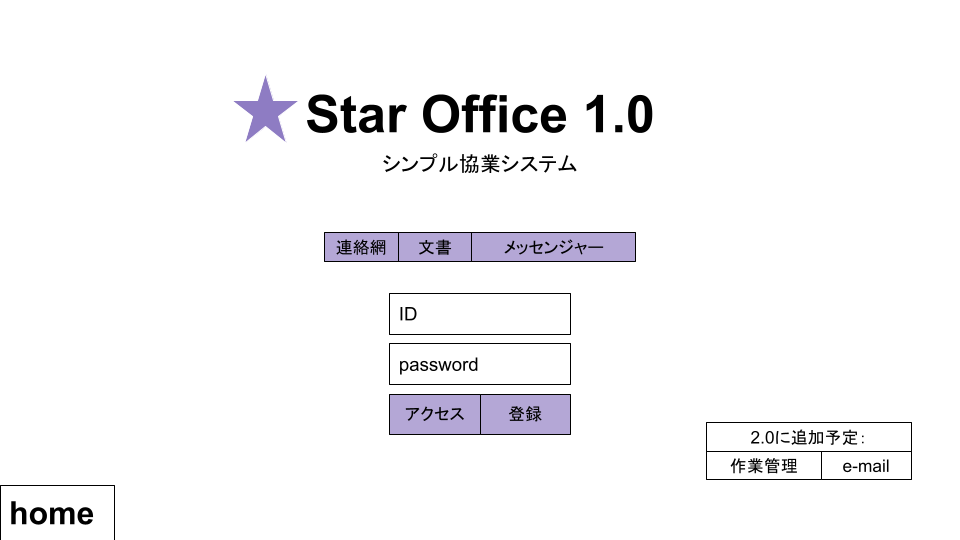 Star Office 1.0
シンプル協業システム
連絡網 文書 メッセンジャー
ID
password
アクセス 登録
2.0に追加予定:
作業管理 e-mail
home